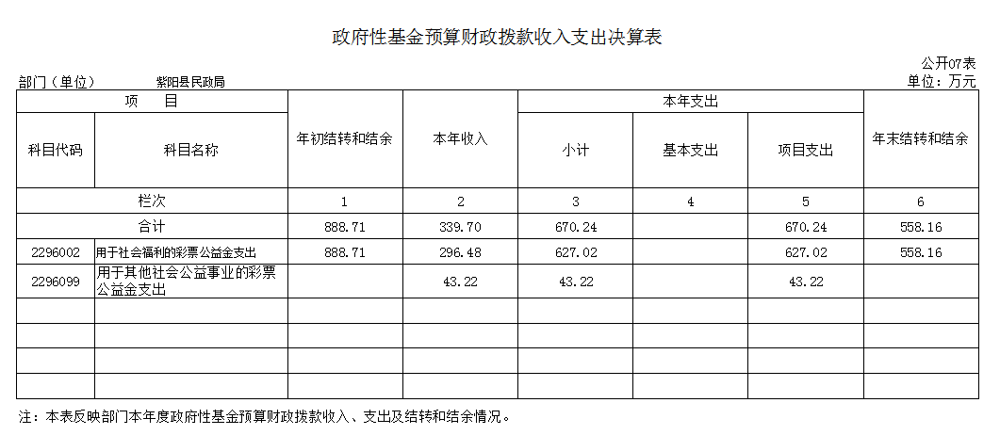 政府性基金预算财政拨款收入支出决算表
公开07表
部门（单位） 紫阳县民政局 单位：万元
项 目 年初结转和结余 本年收入 本年支出 年末结转和结余
科目代码 科目名称 小计 基本支出 项目支出
栏次 1 2 3 4 5 6
合计 888.71 339.70 670.24 670.24 558.16
2296002 用于社会福利的彩票公益金支出 888.71 296.48 627.02 627.02 558.16
2296099 用于其他社会公益事业的彩票
公益金支出 43.22 43.22 43.22
注：本表反映部门本年度政府性基金预算财政拨款收入、支出及结转和结余情况。